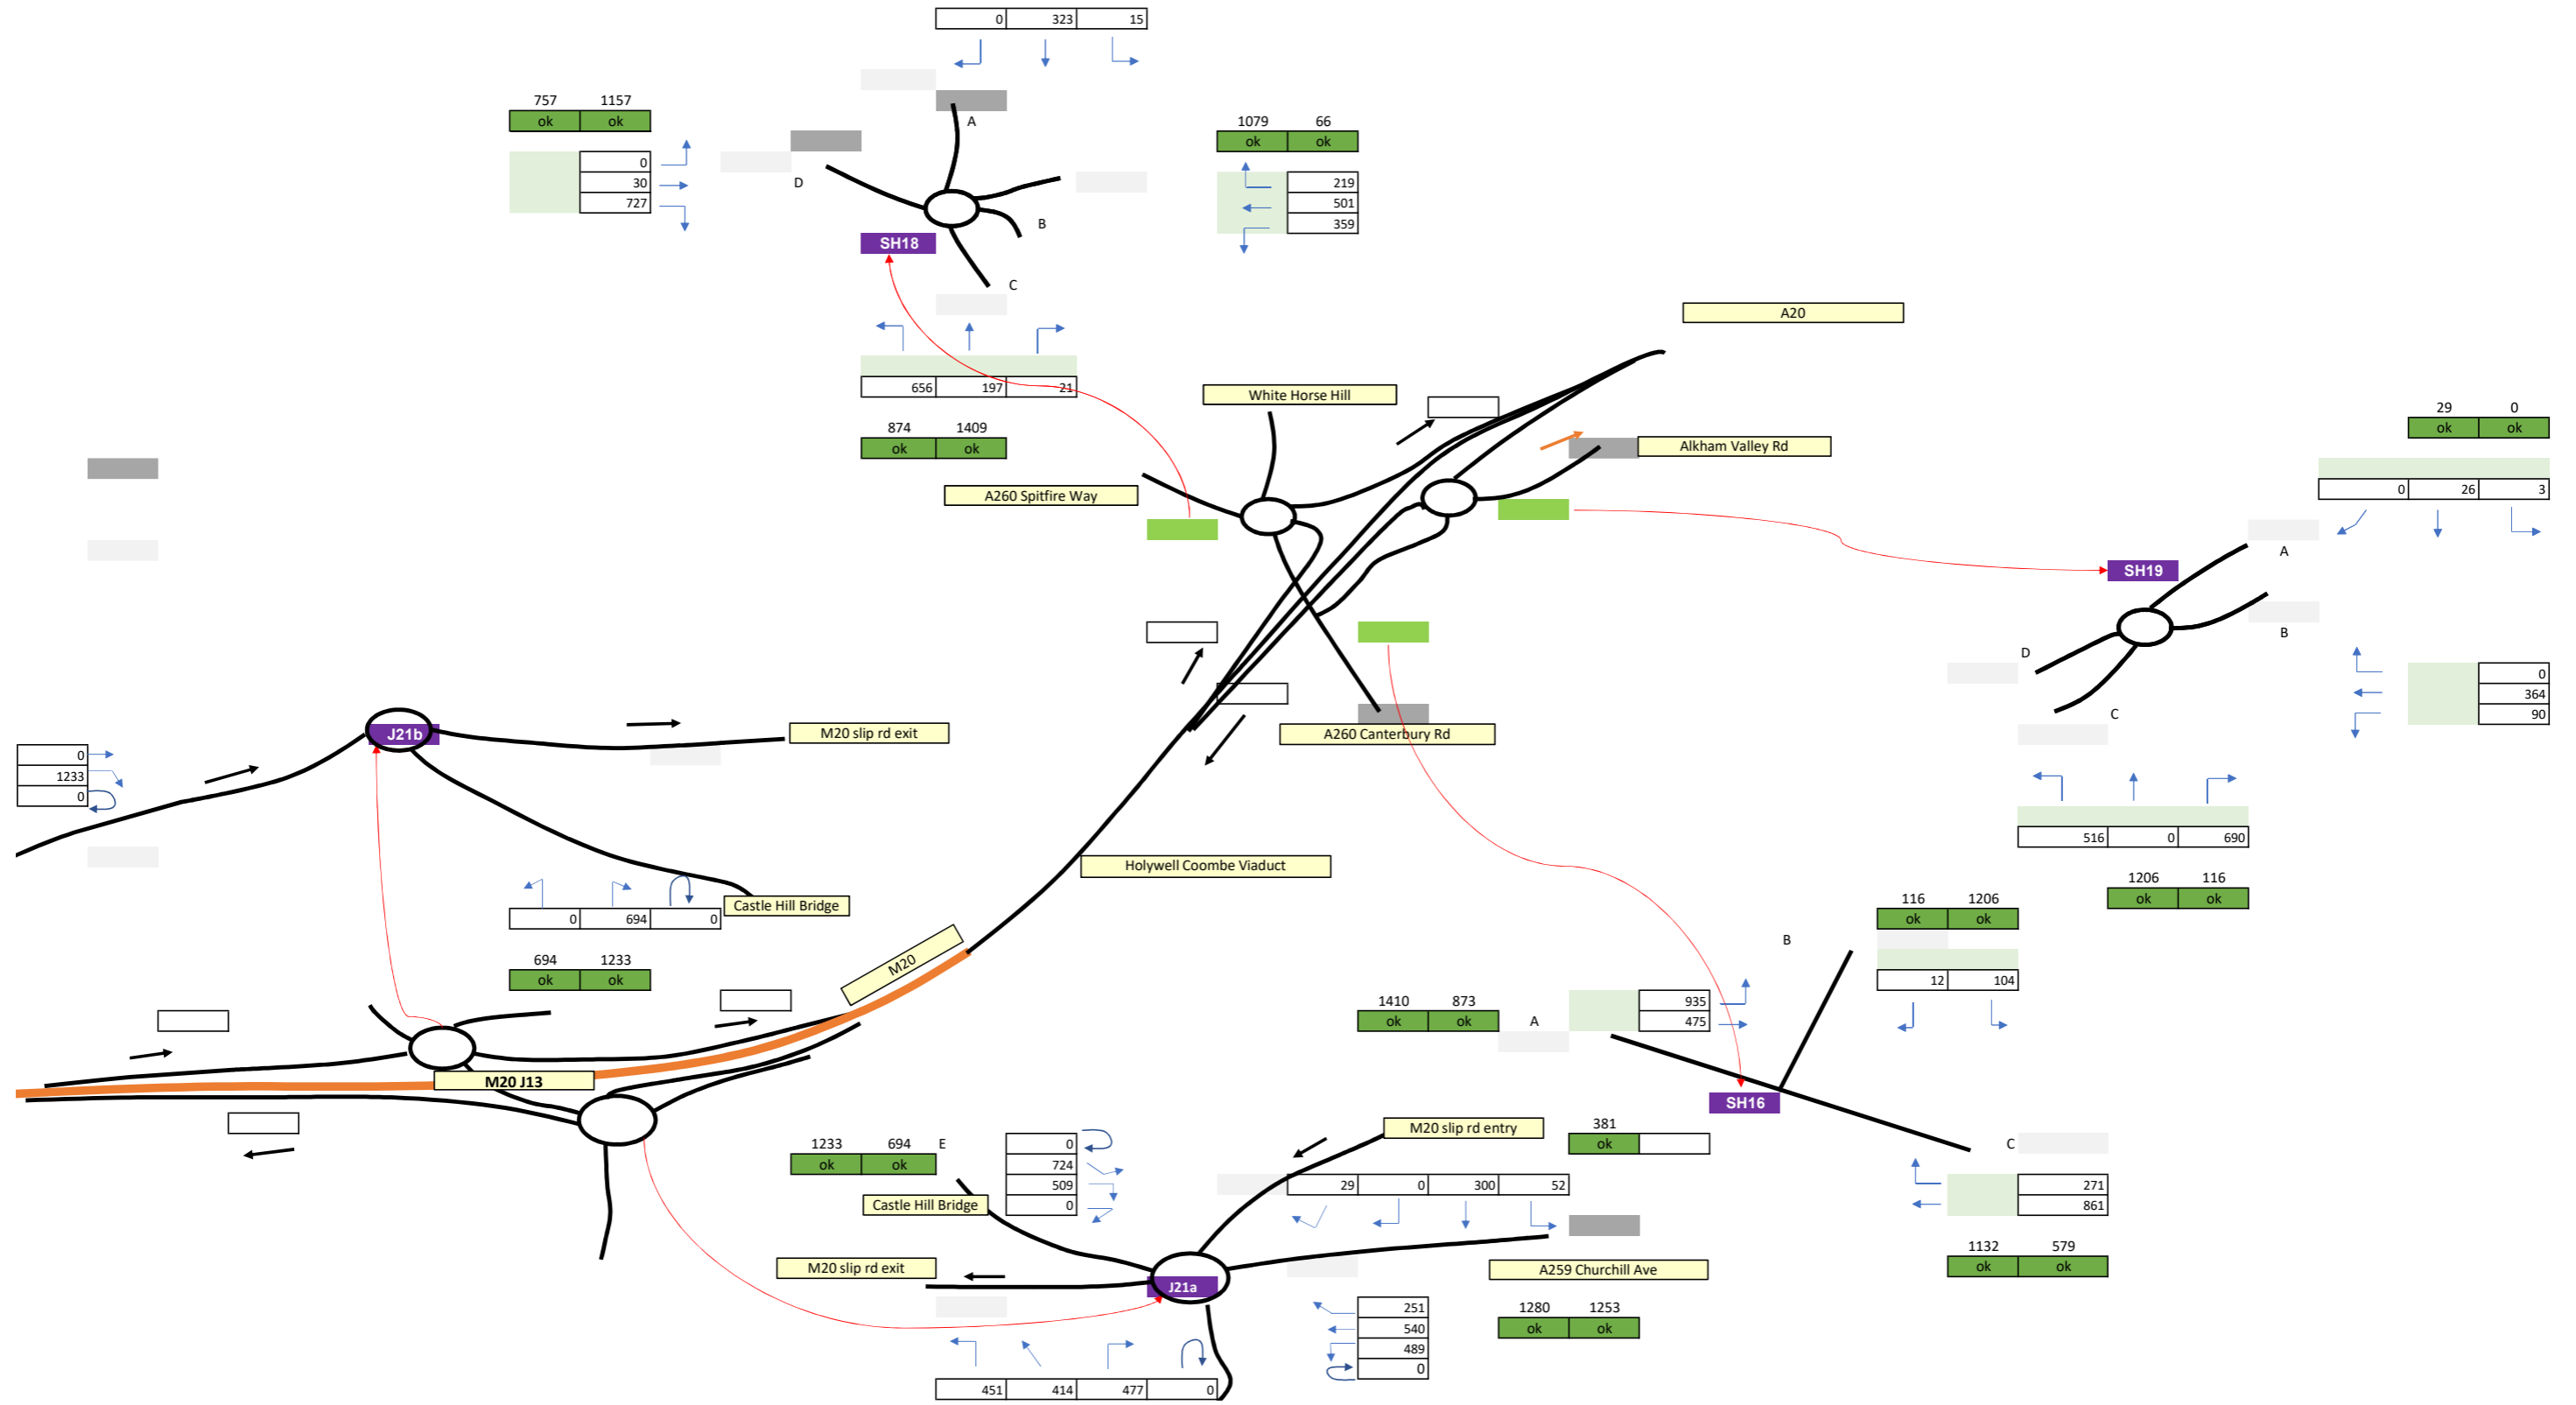 0 323 15
757 1157
ok ok
A
1079 66
ok ok
0
30
727
D
219
501
359
B
SH18
C
A20
656 197 21
White Horse Hill
29 0
ok ok
874 1409
ok ok
Alkham Valley Rd
A260 Spitfire Way
0 26 3
A
SH19
B
D
0
364
90
C
J21b
M20 slip rd exit
A260 Canterbury Rd
0
1233
0
516 0 690
Holywell Coombe Viaduct
1206 116
ok ok
Castle Hill Bridge
0 694 0
116 1206
ok ok
B
694 1233
ok ok
M20
12 104
1410 873
ok ok
A
935
475
M20 J13
SH16
M20 slip rd entry
381
ok
1233 694
ok ok
E
0
724
509
0
C
29 0 300 52
271
861
Castle Hill Bridge
1132 579
ok ok
M20 slip rd exit
A259 Churchill Ave
J21a
251
540
489
0
1280 1253
ok ok
451 414 477 0